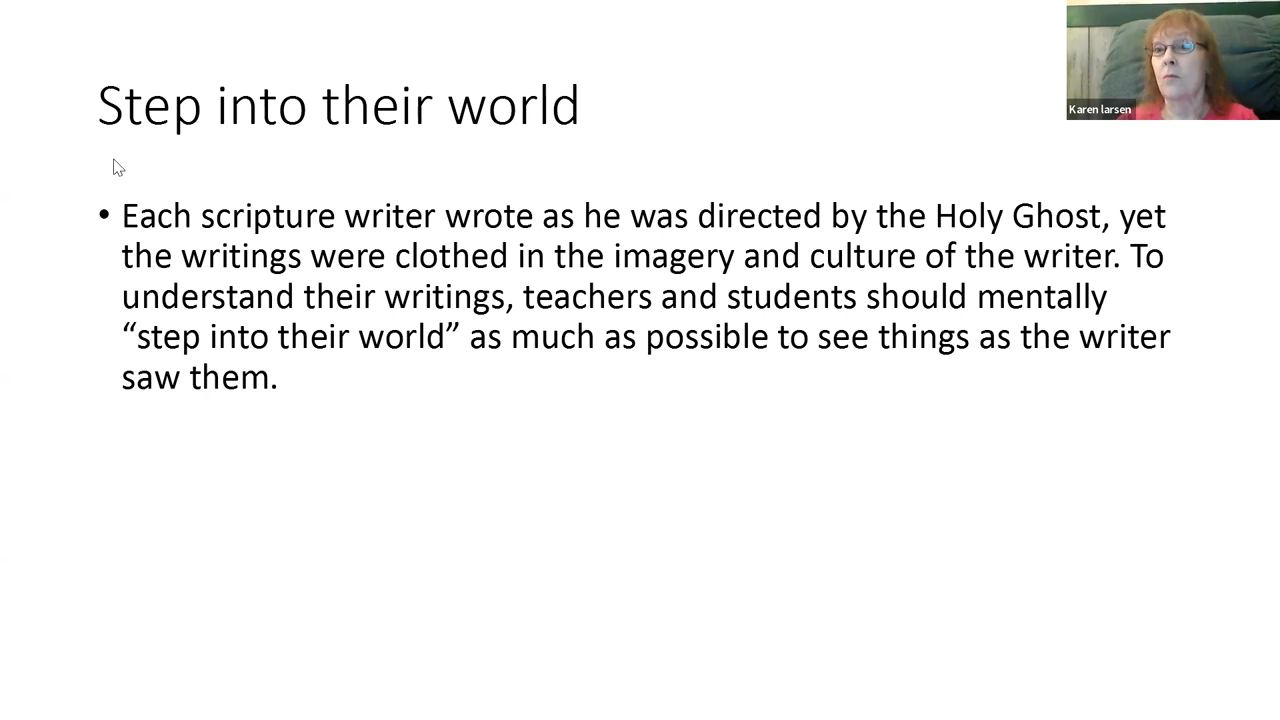 Step into their world
Karen larsen
• Each scripture writer wrote as he was directed by the Holy Ghost, yet
the writings were clothed in the imagery and culture of the writer. To
understand their writings, teachers and students should mentally
“step into their world” as much as possible to see things as the writer
saw them.